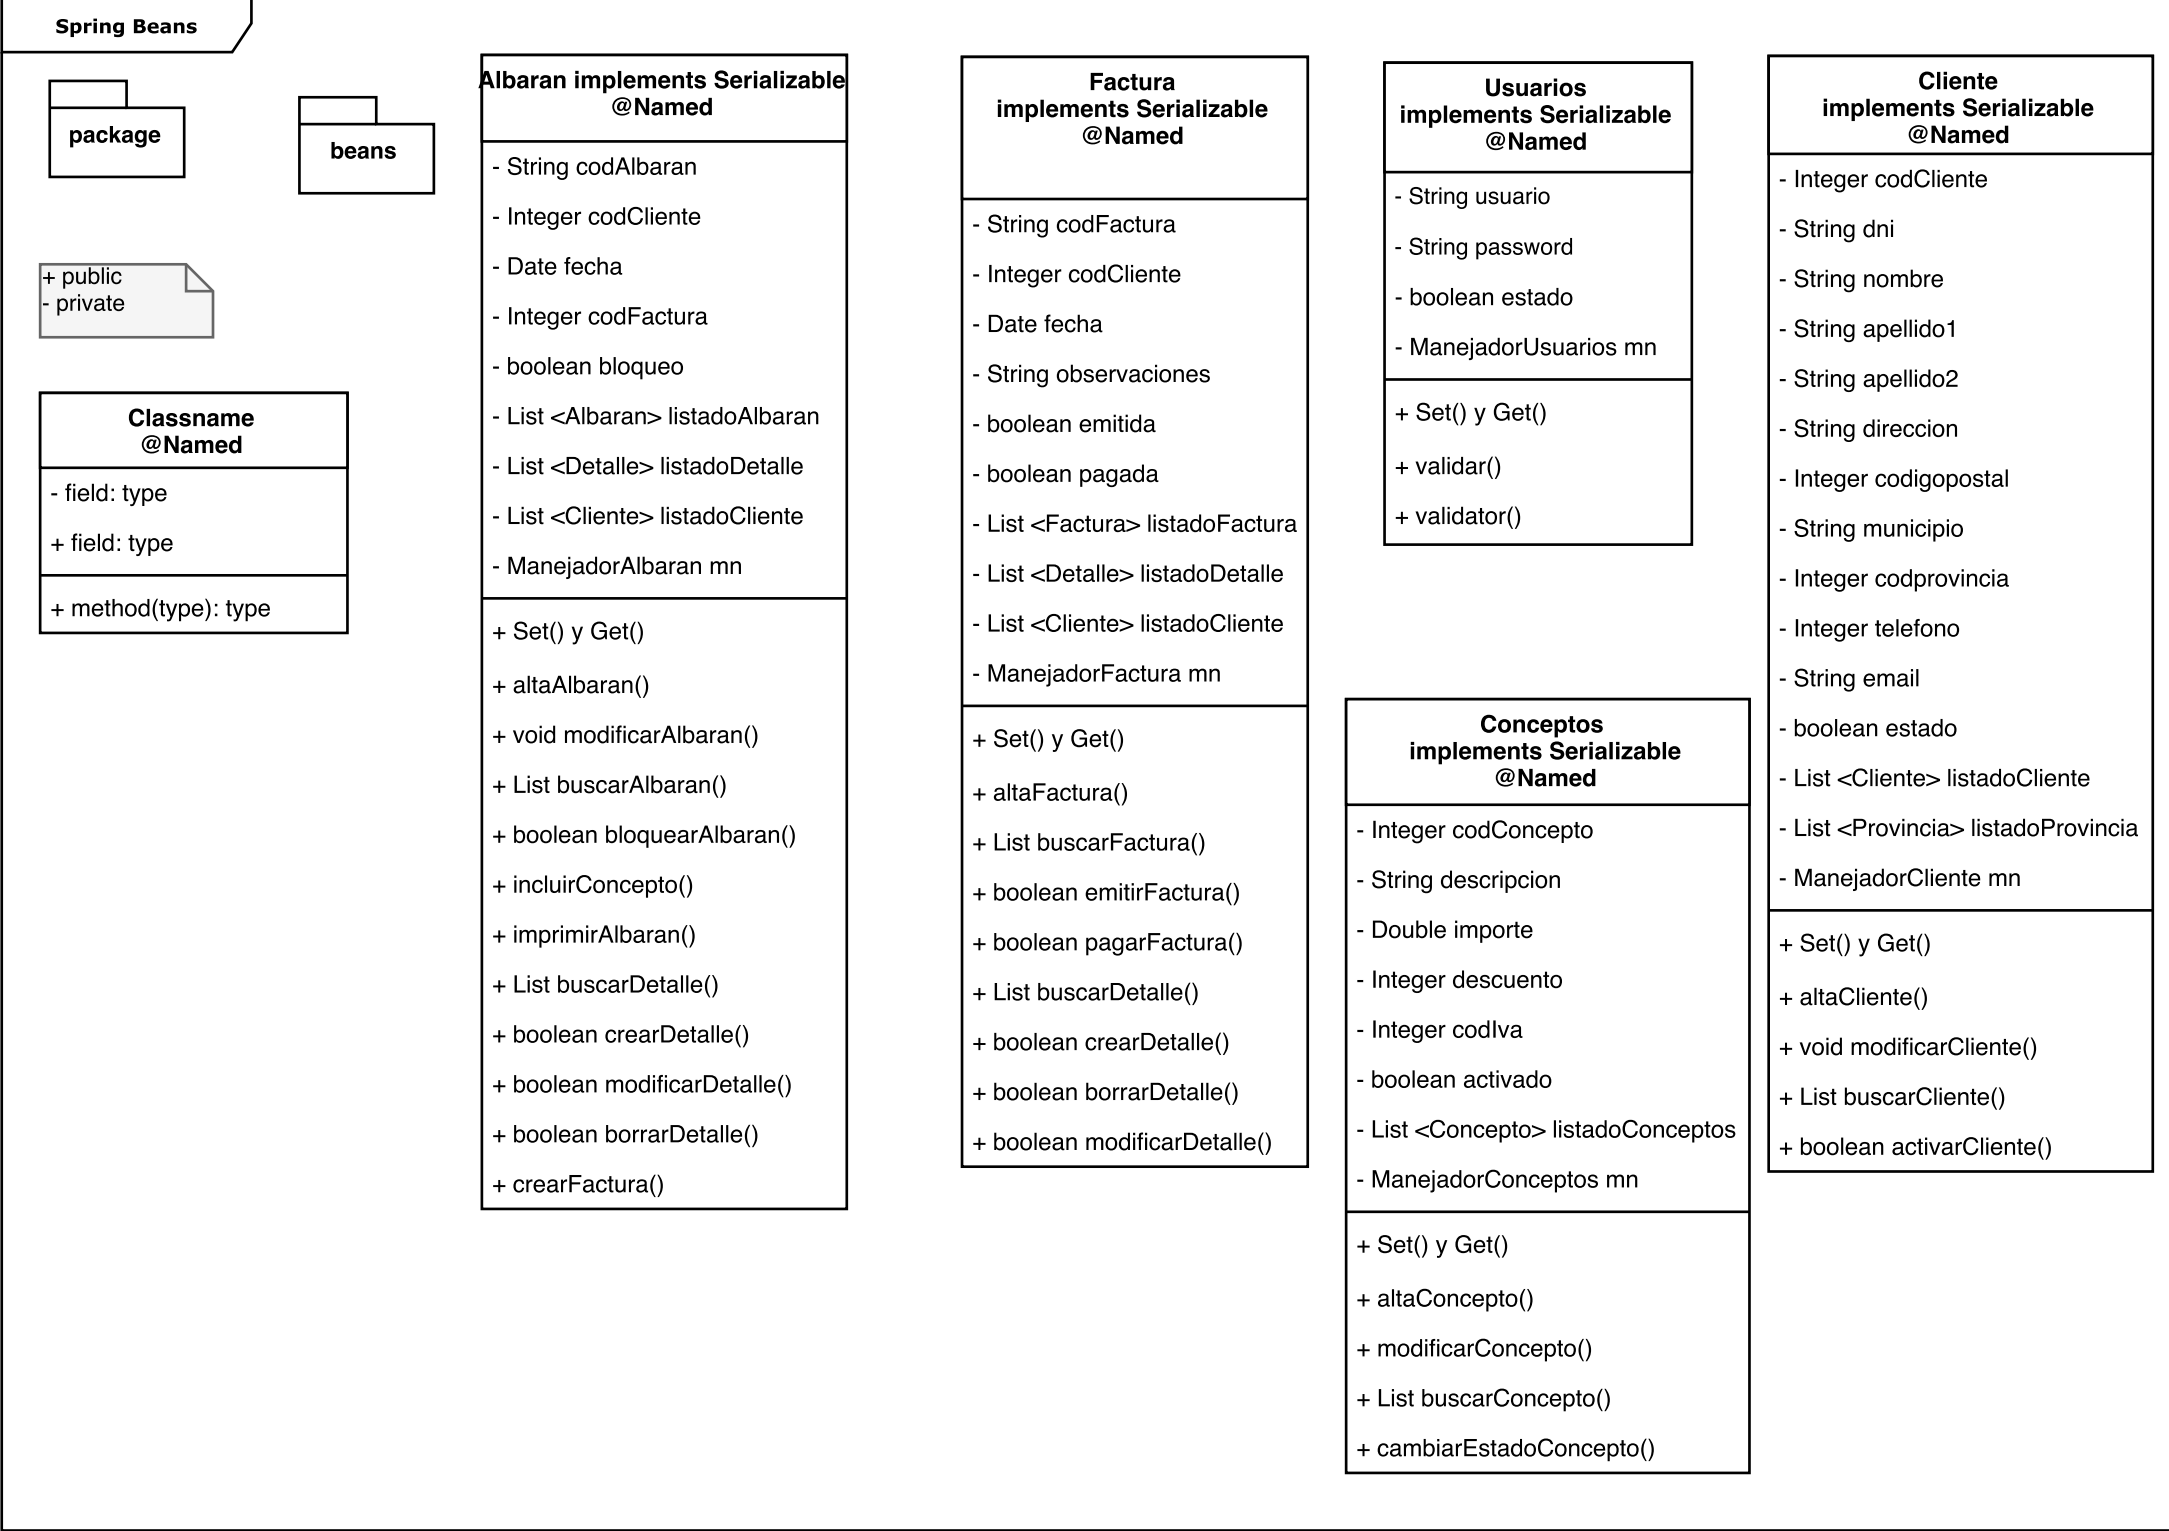 Spring Beans
package
beans
+ public
- private
Classname
@Named
- field: type
+ field: type
+ method(type): type
Albaran implements Serializable
@Named
- String codAlbaran
- Integer codCliente
- Date fecha
- Integer codFactura
- boolean bloqueo
- List <Albaran> listadoAlbaran
- List <Detalle> listadoDetalle
- List <Cliente> listadoCliente
- ManejadorAlbaran mn
+ Set() y Get()
+ altaAlbaran()
+ void modificarAlbaran()
+ List buscarAlbaran()
+ boolean bloquearAlbaran()
+ incluirConcepto()
+ imprimirAlbaran()
+ List buscarDetalle()
+ boolean crearDetalle()
+ boolean modificarDetalle()
+ boolean borrarDetalle()
+ crearFactura()
Factura
implements Serializable
@Named
- String codFactura
- Integer codCliente
- Date fecha
- String observaciones
- boolean emitida
- boolean pagada
- List <Factura> listadoFactura
- List <Detalle> listadoDetalle
- List <Cliente> listadoCliente
- ManejadorFactura mn
+ Set() y Get()
+ altaFactura()
+ List buscarFactura()
+ boolean emitirFactura()
+ boolean pagarFactura()
+ List buscarDetalle()
+ boolean crearDetalle()
+ boolean borrarDetalle()
+ boolean modificarDetalle()
Usuarios
implements Serializable
@Named
- String usuario
- String password
- boolean estado
- ManejadorUsuarios mn
+ Set() y Get()
+ validar()
+ validator()
Conceptos
implements Serializable
@Named
- Integer codConcepto
- String descripcion
- Double importe
- Integer descuento
- Integer codIva
- boolean activado
- List <Concepto> listadoConceptos
- ManejadorConceptos mn
+ Set() y Get()
+ altaConcepto()
+ modificarConcepto()
+ List buscarConcepto()
+ cambiarEstadoConcepto()
Cliente
implements Serializable
@Named
- Integer codCliente
- String dni
- String nombre
- String apellido1
- String apellido2
- String direccion
- Integer codigopostal
- String municipio
- Integer codprovincia
- Integer telefono
- String email
- boolean estado
- List <Cliente> listadoCliente
- List <Provincia> listadoProvincia
- ManejadorCliente mn
+ Set() y Get()
+ altaCliente()
+ void modificarCliente()
+ List buscarCliente()
+ boolean activarCliente()